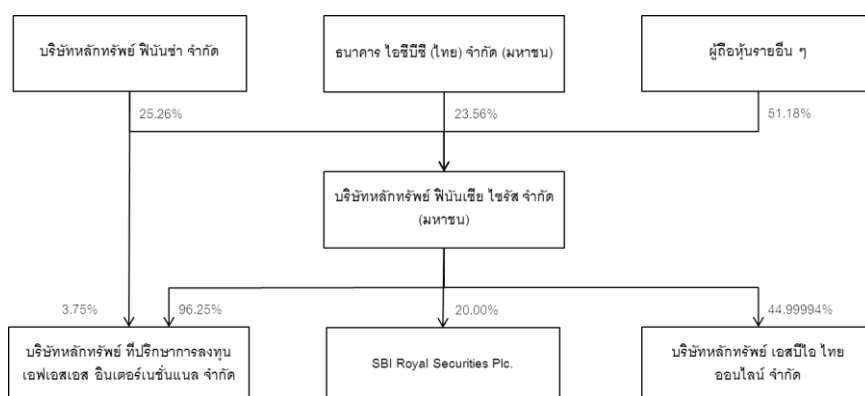 บริษัทหลักทรัพย์ ฟินันซ่า จำกัด
ธนาคาร ไอซีบีซี (ไทย) จำกัด (มหาชน)
ผู้ถือหุ้นรายอื่น ๆ
25.26%
23.56%
51.18%
บริษัทหลักทรัพย์ ฟินันเซีย ไซรัส จำกัด
(มหาชน)
3.75%
96.25%
20.00%
44.99994%
บริษัทหลักทรัพย์ ที่ปรึกษาการลงทุน
เอฟเอสเอส อินเตอร์เนชั่นแนล จำกัด
SBI Royal Securities Plc.
บริษัทหลักทรัพย์ เอสบีไอ ไทย
ออนไลน์ จำกัด